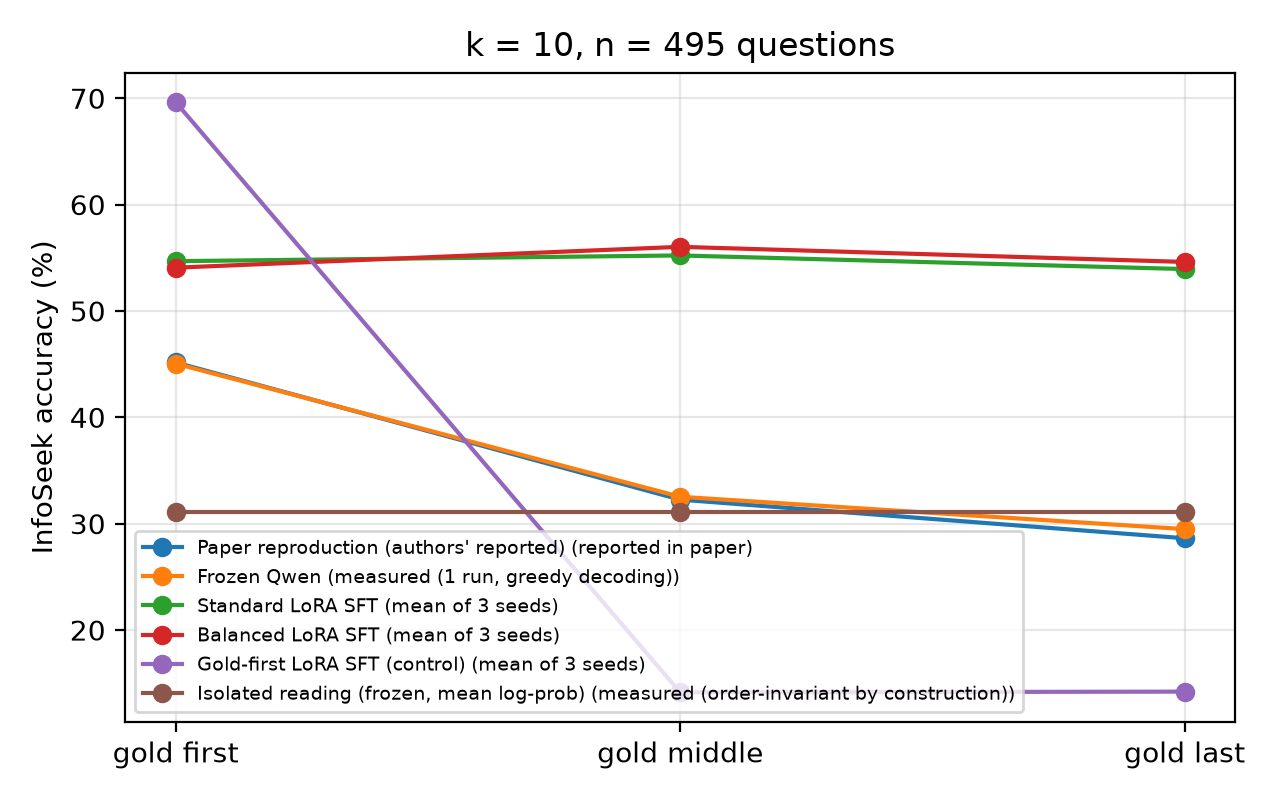 k = 10, n = 495 questions
InfoSeek accuracy (%)
70
60
50
40
30
20
Paper reproduction (authors' reported) (reported in paper)
Frozen Qwen (measured (1 run, greedy decoding))
Standard LoRA SFT (mean of 3 seeds)
Balanced LoRA SFT (mean of 3 seeds)
Gold-first LoRA SFT (control) (mean of 3 seeds)
Isolated reading (frozen, mean log-prob) (measured (order-invariant by construction))
gold first
gold middle
gold last